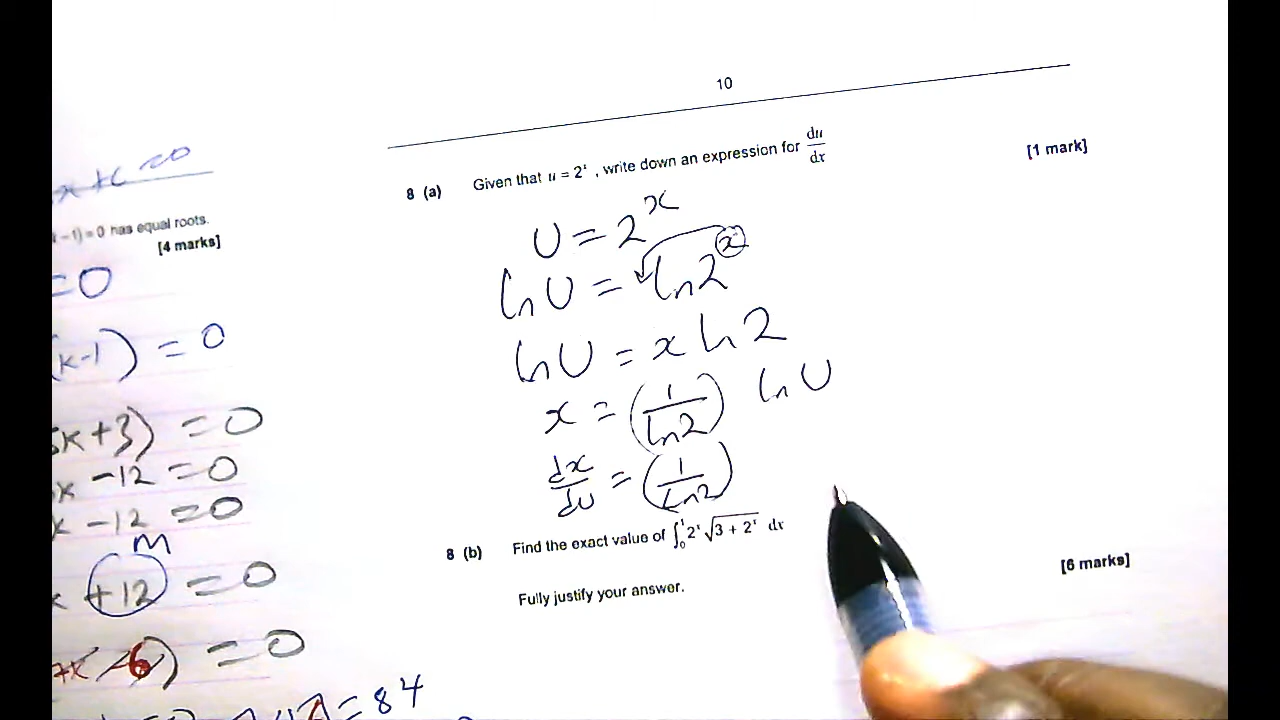 10
x + c = 0
k – 1) = 0 has equal roots.
[4 marks]
= 0
(k-1) = 0
k+3) = 0
-12 = 0
-12 = 0
M
+12 = 0
= 0
= 84
8 (a) Given that u = 2ˣ , write down an expression for du/dx
[1 mark]
U = 2ˣ
ln U = ln 2ˣ
ln U = x ln 2
x = (1/ln2) ln U
dx/du = (1/ln2)
8 (b) Find the exact value of ∫₀¹ 2ˣ √(3 + 2ˣ) dx
[6 marks]
Fully justify your answer.